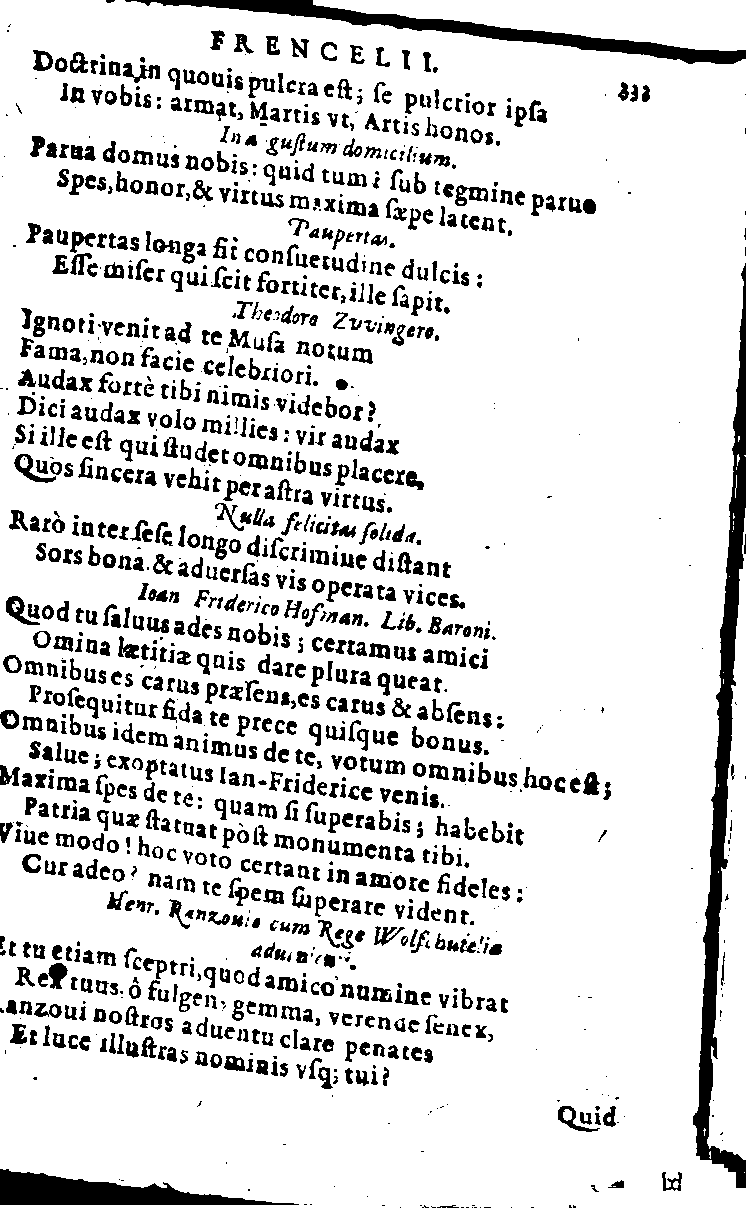 FRENCELII.
333
Doctrina in quouis pulcra eſt; ſe pulcrior ipſa
In vobis: armat, Martis vt, Artis honos.
In auguſtum domicilium.
Parua domus nobis: quid tum? ſub tegmine paruo
Spes, honor, & virtus maxima ſæpe latent.
Paupertas.
Paupertas longa fit conſuetudine dulcis:
Eſſe miſer qui ſcit fortiter, ille ſapit.
Theodoro Zvvingero.
Ignoti venit ad te Muſa notum
Fama, non facie celebriori.
Audax fortè tibi nimis videbor?
Dici audax volo millies: vir audax
Si ille eſt qui ſtudet omnibus placere,
Quos ſincera vehit per aſtra virtus.
Nulla felicitas ſolida.
Rarò inter ſeſe longo diſcrimine diſtant
Sors bona & aduerſas vis operata vices.
Ioan Friderico Hofman. Lib. Baroni.
Quod tu ſaluus ades nobis; certamus amici
Omina lætitiæ quis dare plura queat.
Omnibus es carus præſens, es carus & abſens:
Proſequitur fida te prece quiſque bonus.
Omnibus idem animus de te, votum omnibus hoc eſt;
Salue; exoptatus Ian-Friderice venis.
Maxima ſpes de te: quam ſi ſuperabis; habebit
Patria quæ ſtatuat pòſt monumenta tibi.
Viue modo! hoc voto certant in amore fideles:
Cur adeo? nam te ſpem ſuperare vident.
Henr. Ranzouio cum Rege Wolfebutelia
aduenienti.
Et tu etiam ſceptri, quod amico numine vibrat
Rex tuus. ô fulgens gemma, verende ſenex,
Ranzoui noſtros aduentu clare penates
Et luce illuſtras nominis vſq; tui?
Quid